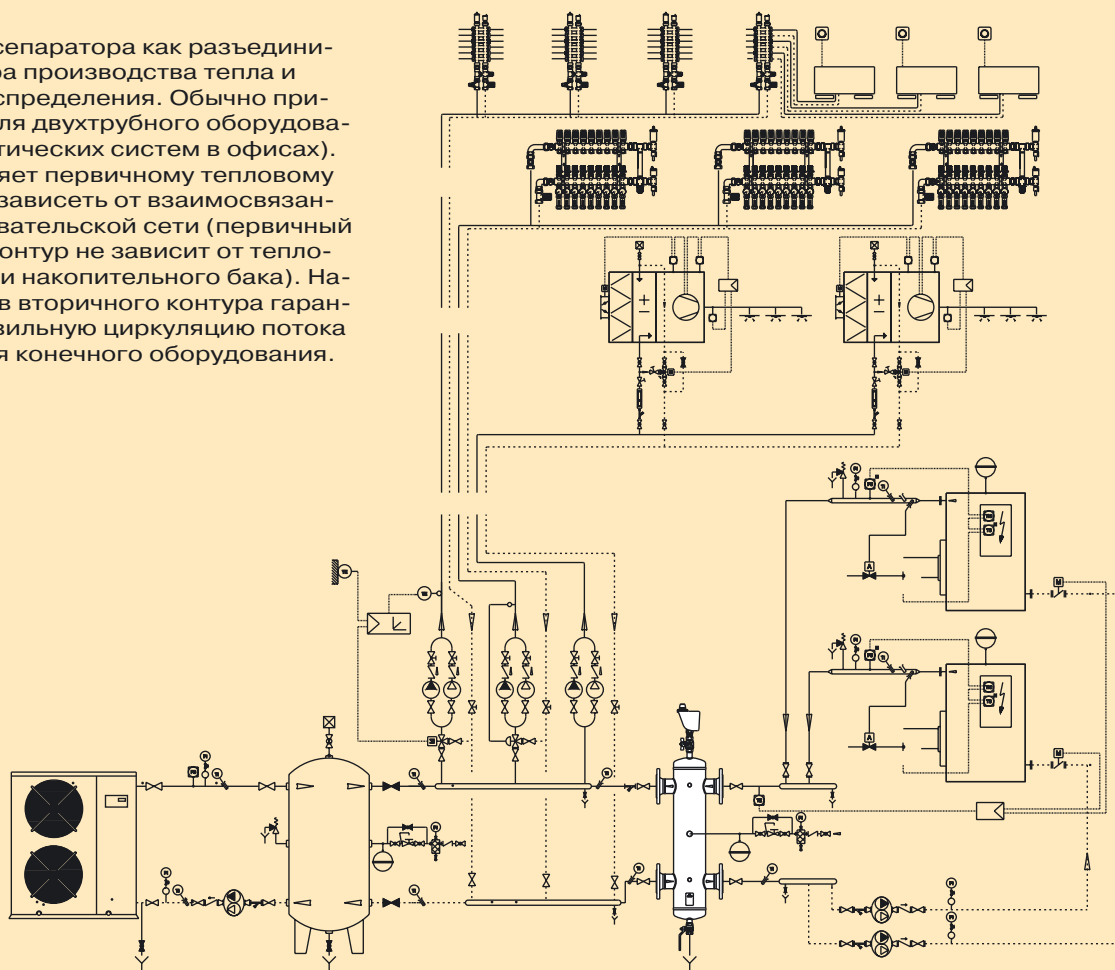 сепаратора как разъедини-
ра производства тепла и
спределения. Обычно при-
ля двухтрубного оборудова-
тических систем в офисах).
яет первичному тепловому
зависеть от взаимосвязан-
вательской сети (первичный
онтур не зависит от тепло-
и накопительного бака). На-
в вторичного контура гаран-
вильную циркуляцию потока
я конечного оборудования.
A
M
A
M